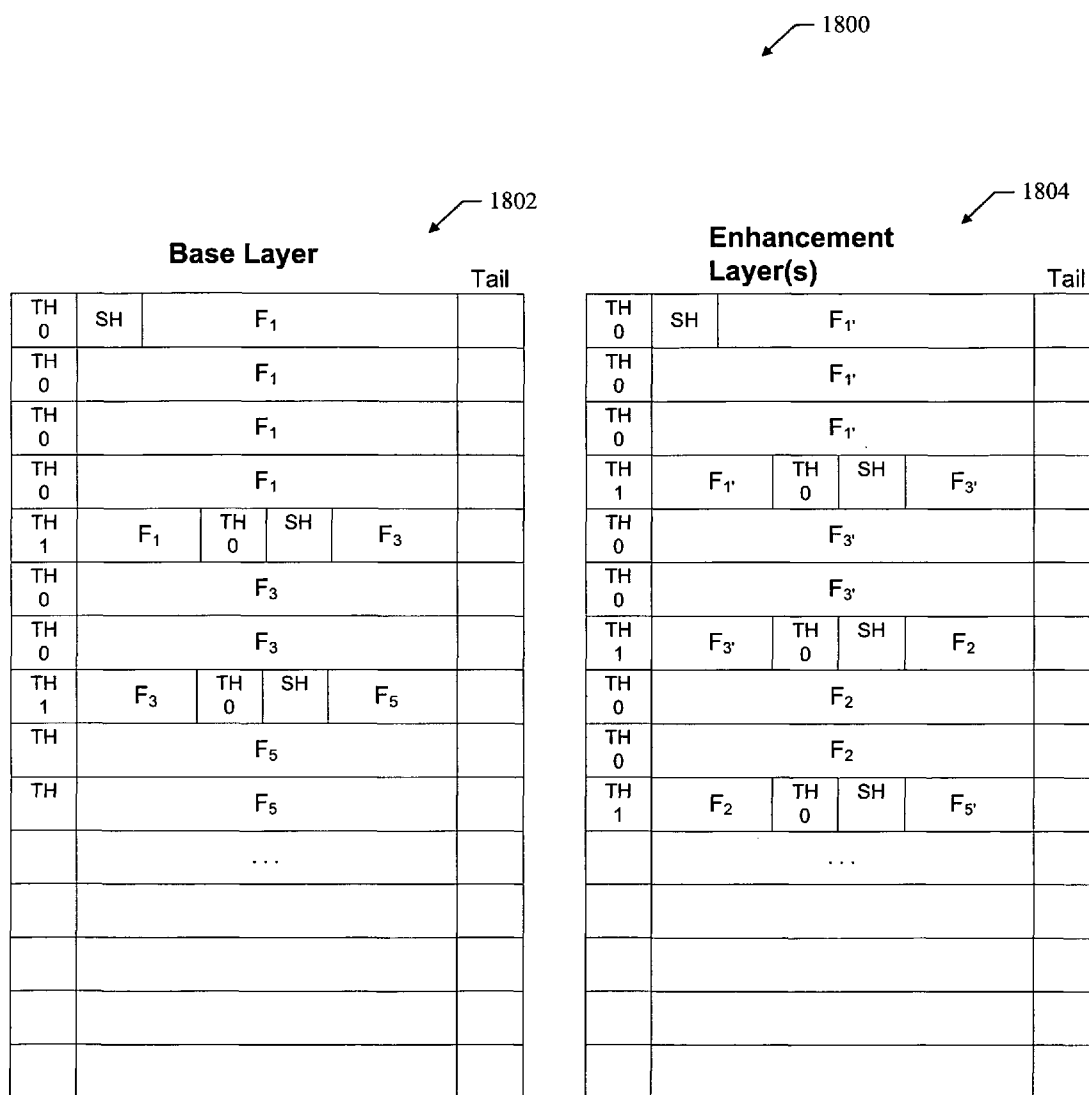 1800
1802
Base Layer
Tail
TH 0 SH F₁
TH 0 F₁
TH 0 F₁
TH 0 F₁
TH 1 F₁ TH 0 SH F₃
TH 0 F₃
TH 0 F₃
TH 1 F₃ TH 0 SH F₅
TH F₅
TH F₅
...
1804
Enhancement
Layer(s)
Tail
TH 0 SH F₁'
TH 0 F₁'
TH 0 F₁'
TH 1 F₁' TH 0 SH F₃'
TH 0 F₃'
TH 0 F₃'
TH 1 F₃' TH 0 SH F₂
TH 0 F₂
TH 0 F₂
TH 1 F₂ TH 0 SH F₅'
...